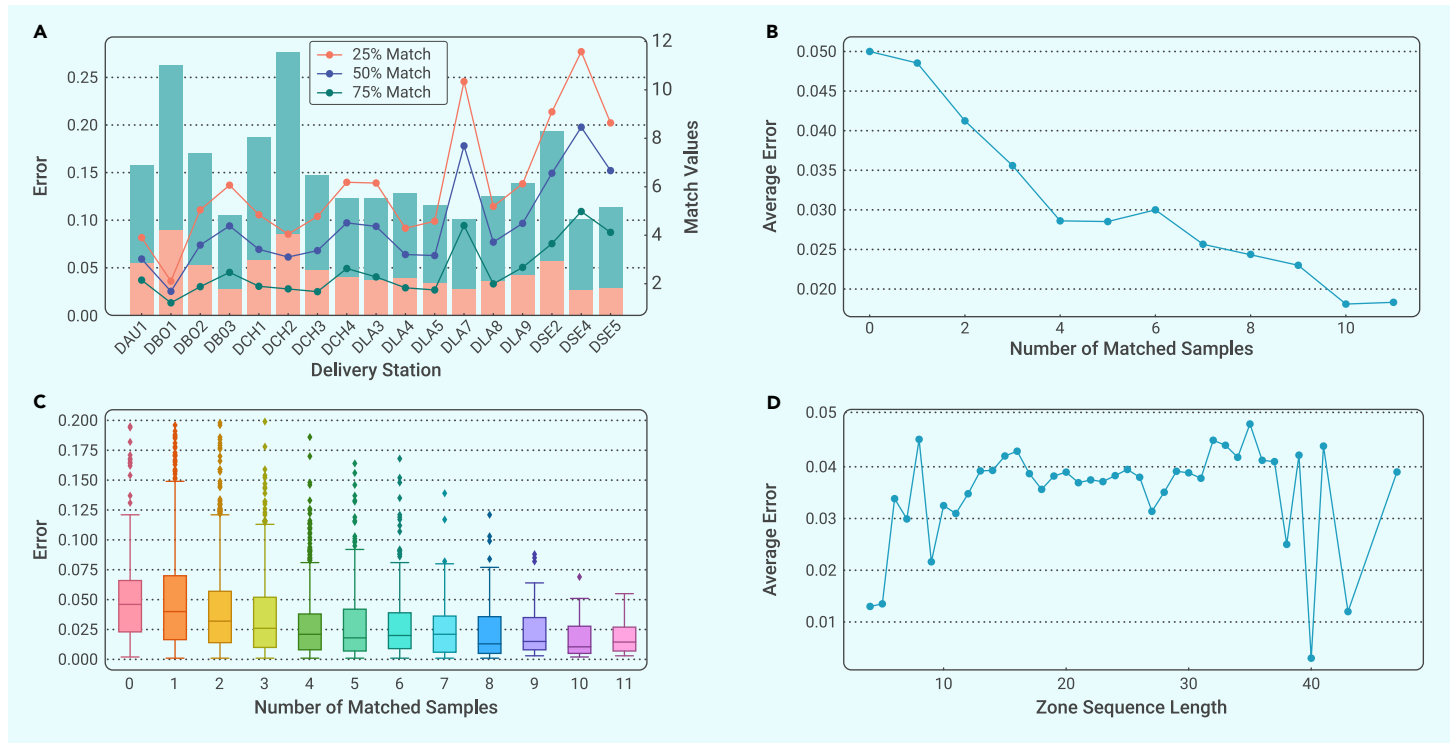 A
25% Match
50% Match
75% Match
0.25
0.20
0.15
0.10
0.05
0.00
Error
12
10
8
6
4
2
Match Values
DAU1
DBO1
DBO2
DB03
DCH1
DCH2
DCH3
DCH4
DLA3
DLA4
DLA5
DLA7
DLA8
DLA9
DSE2
DSE4
DSE5
Delivery Station
B
0.050
0.045
0.040
0.035
0.030
0.025
0.020
Average Error
0 2 4 6 8 10
Number of Matched Samples
C
0.200
0.175
0.150
0.125
0.100
0.075
0.050
0.025
0.000
Error
0 1 2 3 4 5 6 7 8 9 10 11
Number of Matched Samples
D
0.05
0.04
0.03
0.02
0.01
Average Error
10 20 30 40
Zone Sequence Length